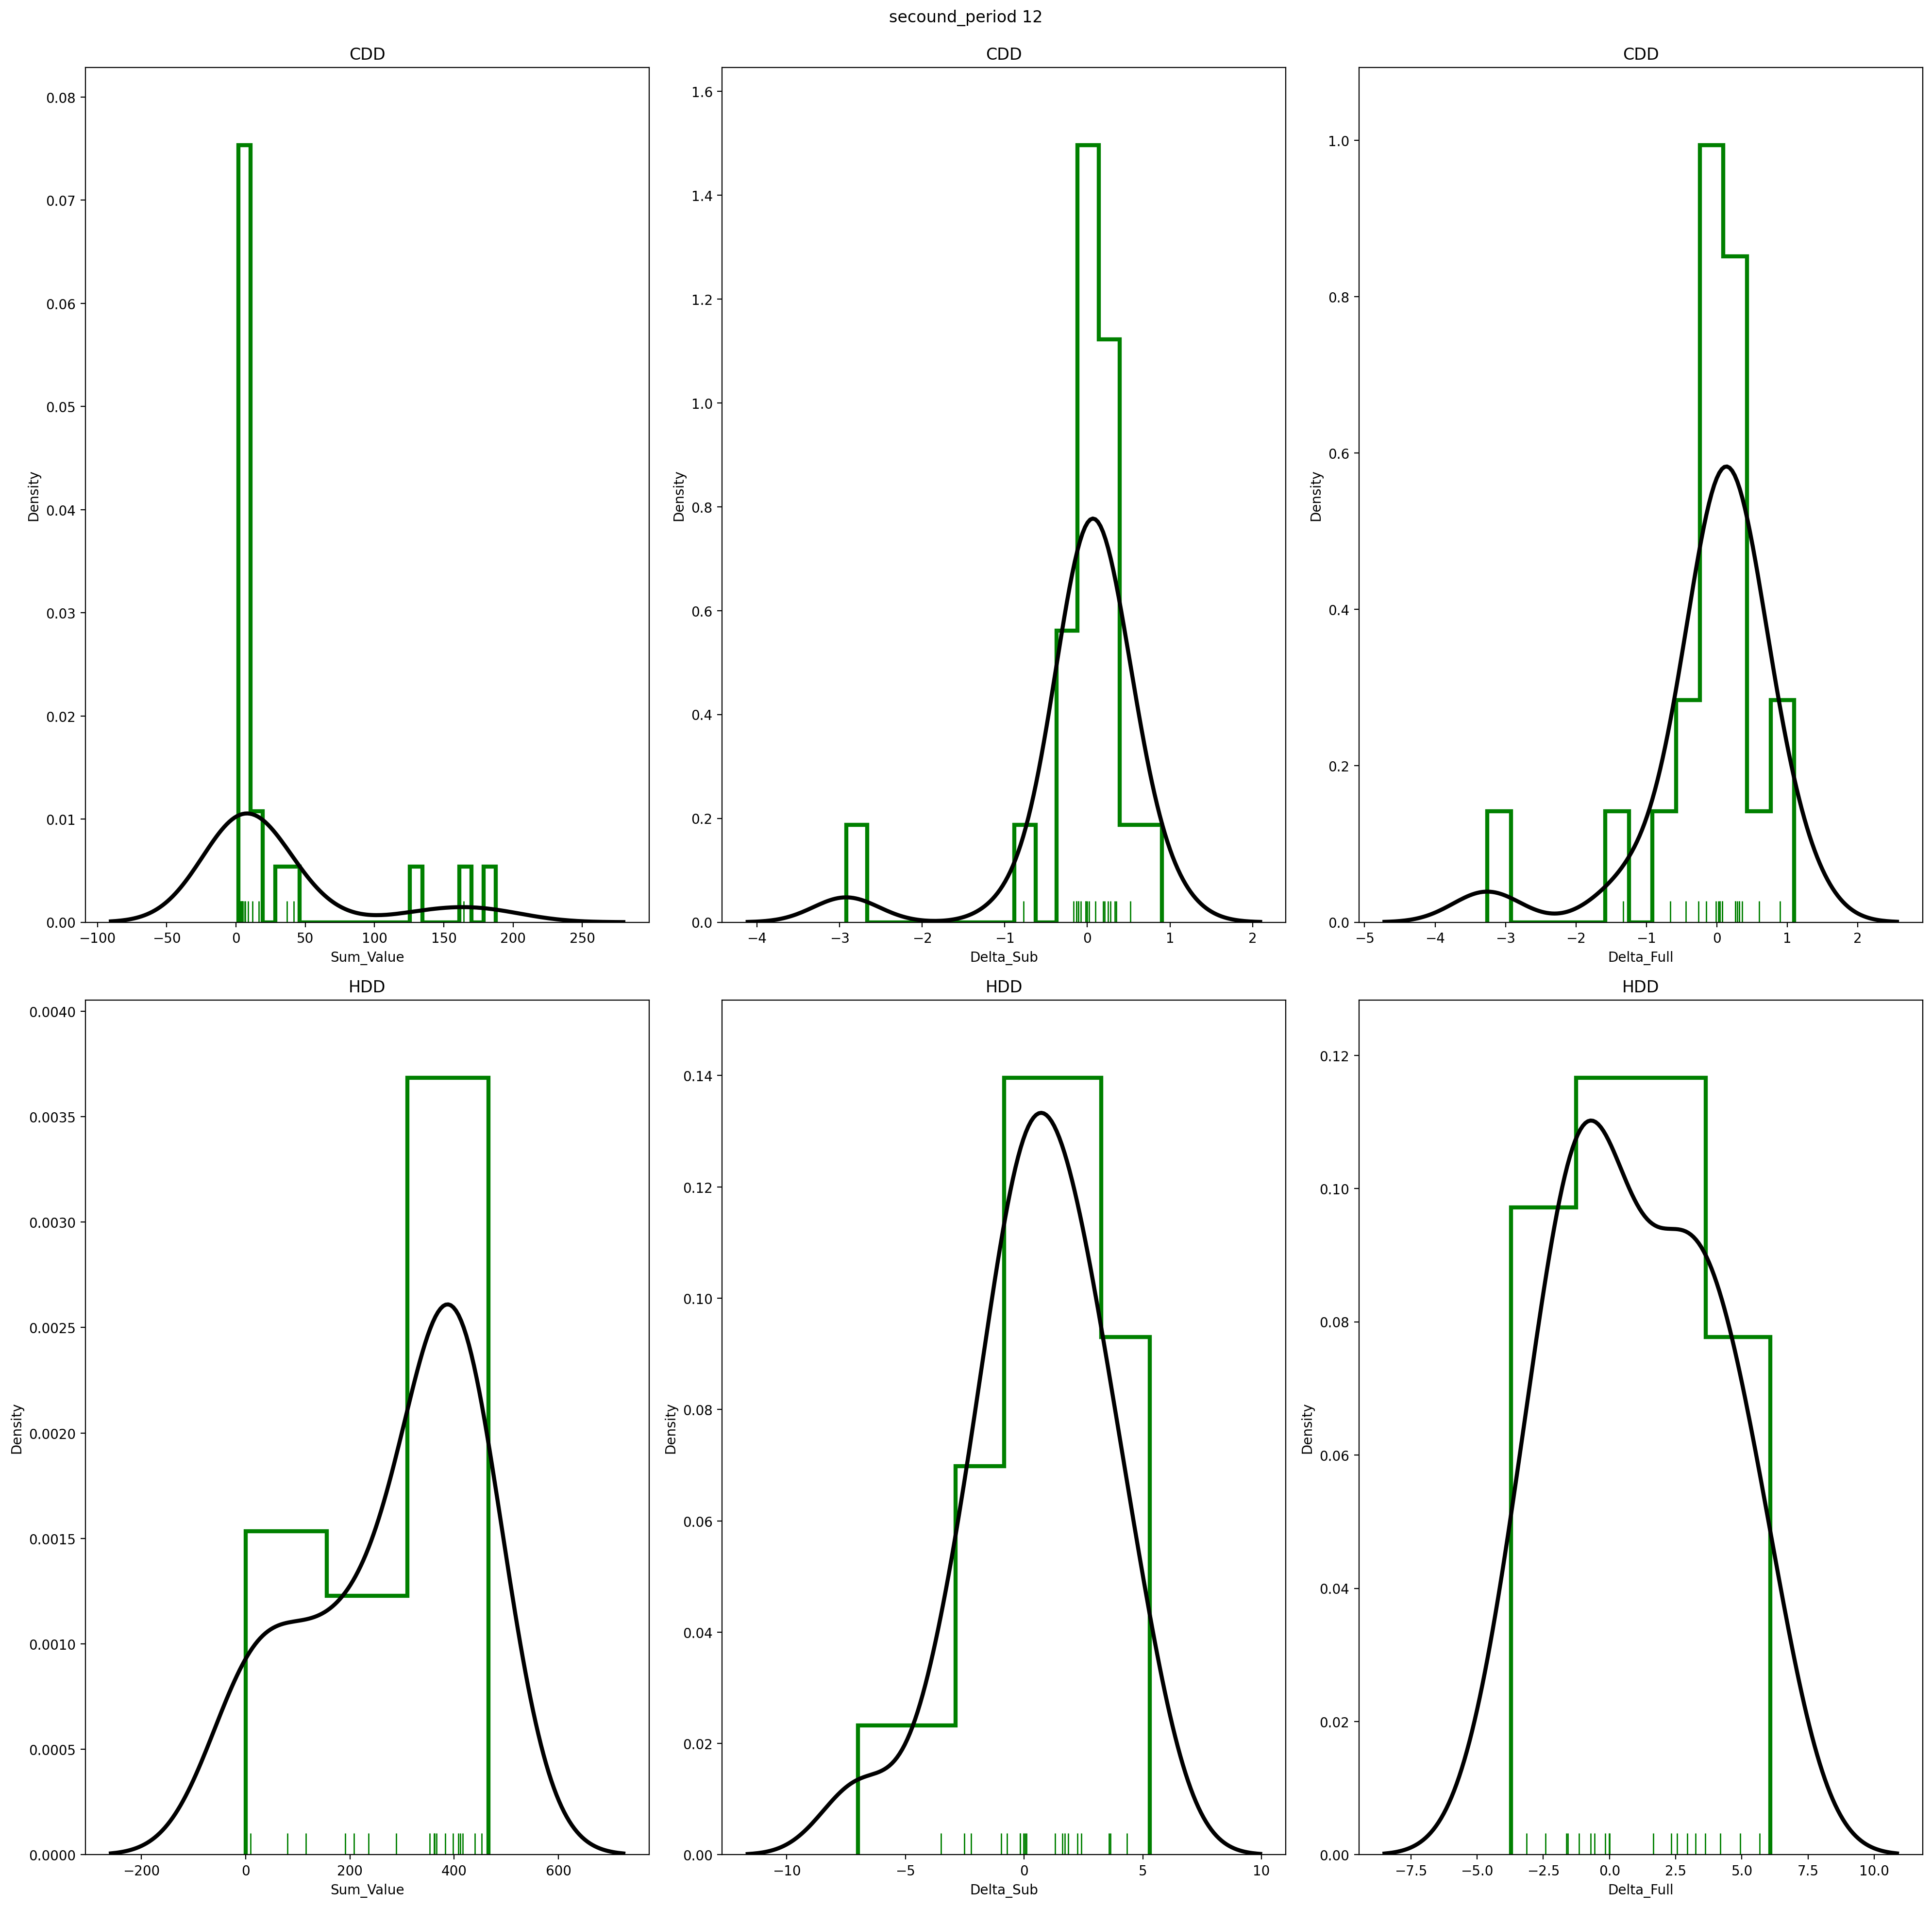 secound_period 12
CDD
0.08
0.07
0.06
0.05
0.04
0.03
0.02
0.01
0.00
Density
−100 −50 0 50 100 150 200 250
Sum_Value
CDD
1.6
1.4
1.2
1.0
0.8
0.6
0.4
0.2
0.0
Density
−4 −3 −2 −1 0 1 2
Delta_Sub
CDD
1.0
0.8
0.6
0.4
0.2
0.0
Density
−5 −4 −3 −2 −1 0 1 2
Delta_Full
HDD
0.0040
0.0035
0.0030
0.0025
0.0020
0.0015
0.0010
0.0005
0.0000
Density
−200 0 200 400 600
Sum_Value
HDD
0.14
0.12
0.10
0.08
0.06
0.04
0.02
0.00
Density
−10 −5 0 5 10
Delta_Sub
HDD
0.12
0.10
0.08
0.06
0.04
0.02
0.00
Density
−7.5 −5.0 −2.5 0.0 2.5 5.0 7.5 10.0
Delta_Full